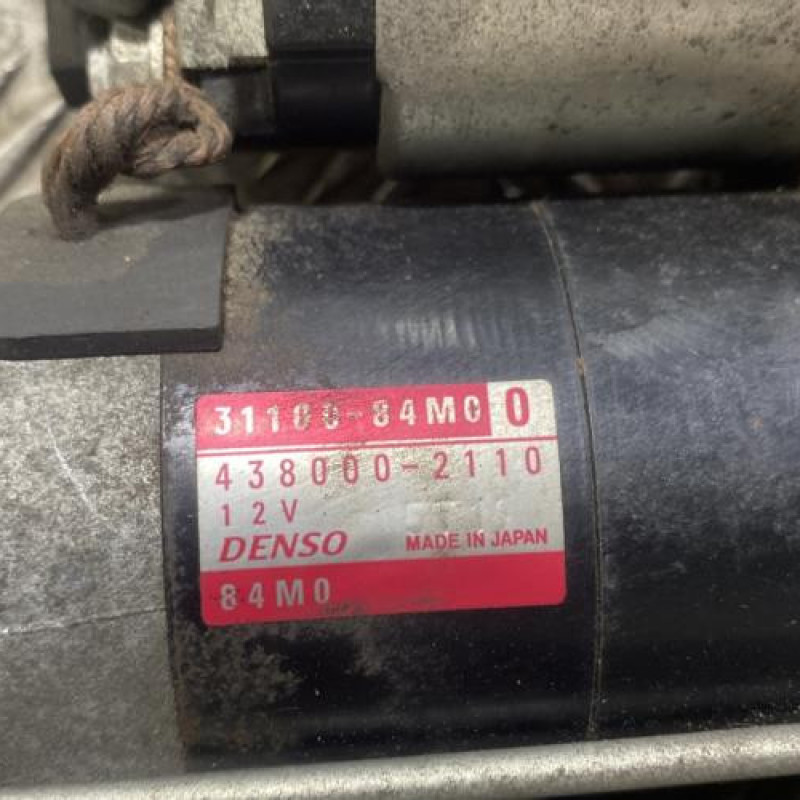 31100-84M0 0
438000-2110
12V
DENSO MADE IN JAPAN
84M0